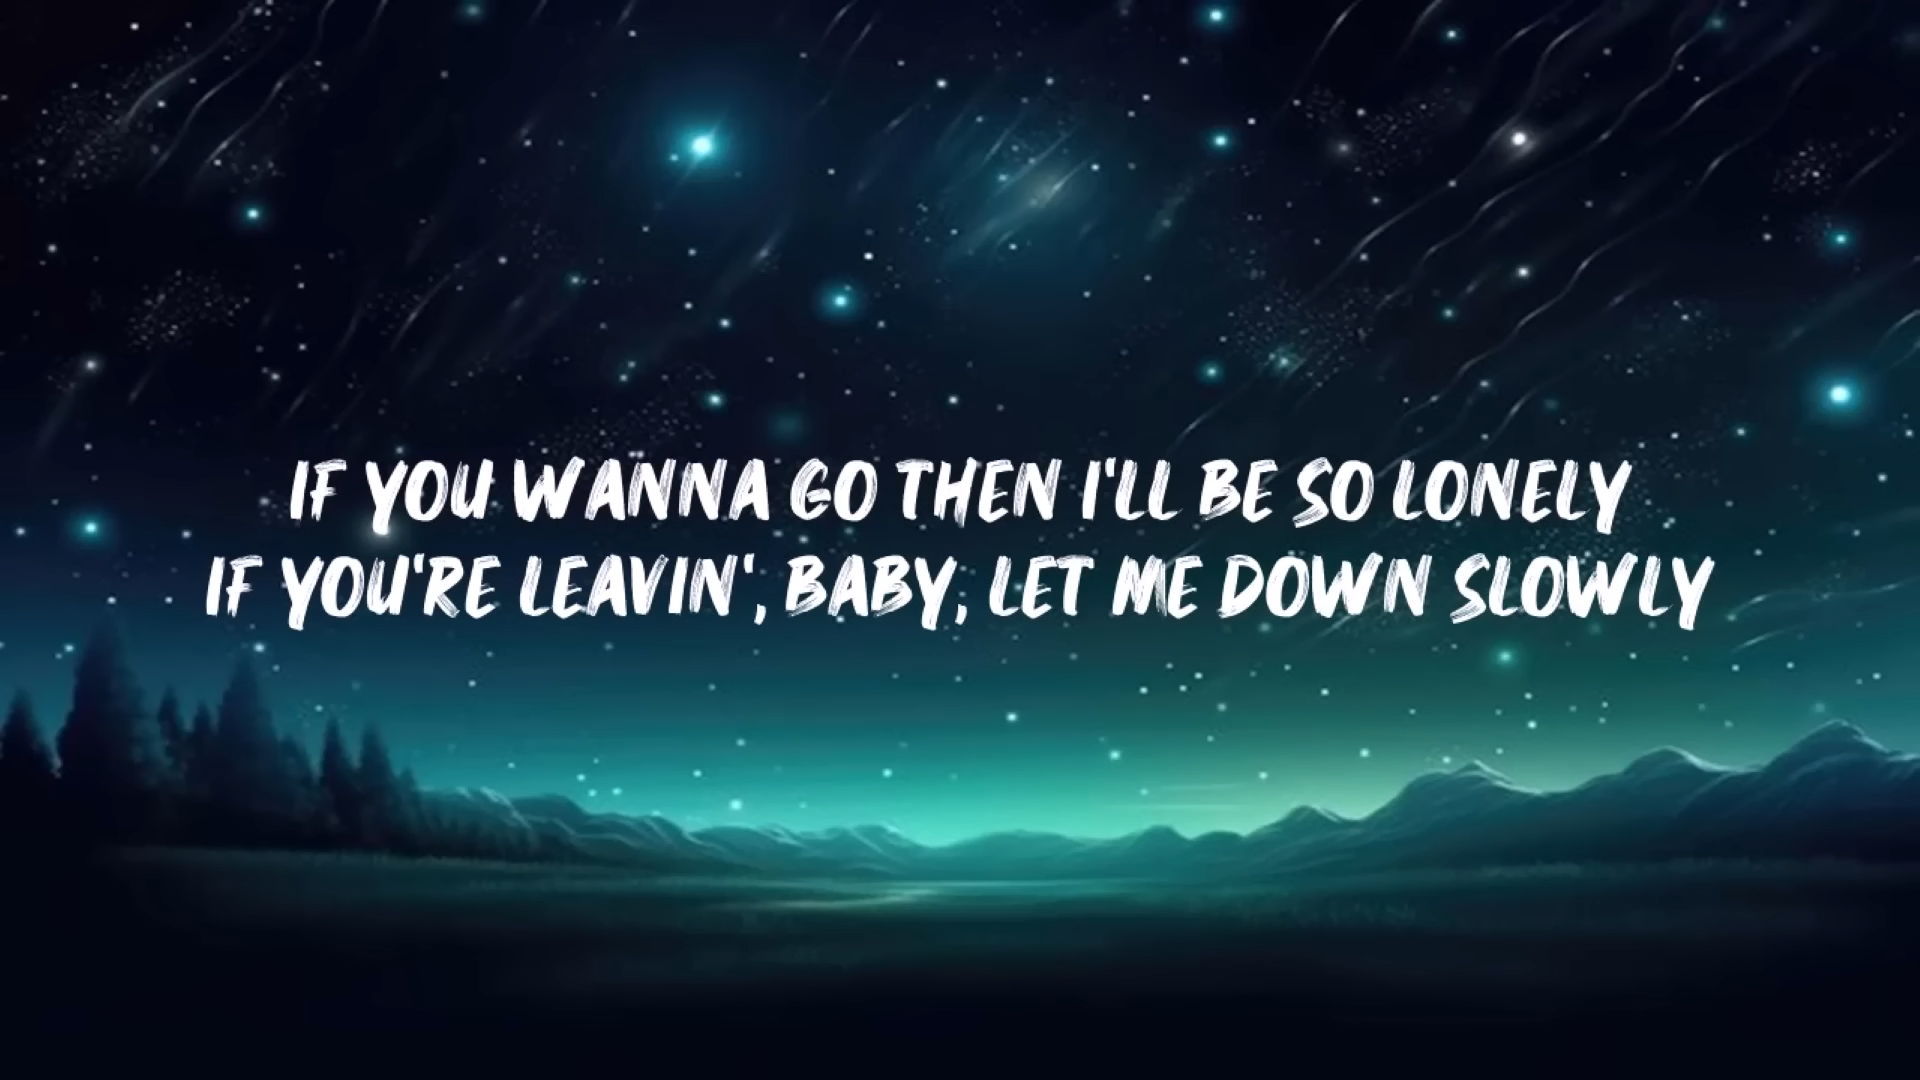 IF YOU WANNA GO THEN I'LL BE SO LONELY
IF YOU'RE LEAVIN', BABY, LET ME DOWN SLOWLY